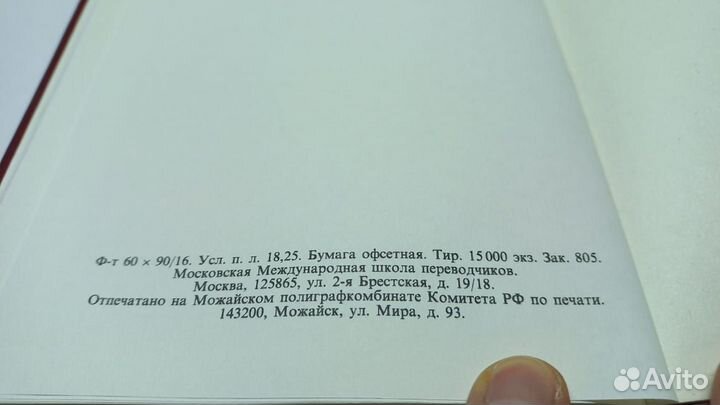 Ф-т 60 × 90/16. Усл. п. л. 18,25. Бумага офсетная. Тир. 15 000 экз. Зак. 805.
Московская Международная школа переводчиков.
Москва, 125865, ул. 2-я Брестская, д. 19/18.
Отпечатано на Можайском полиграфкомбинате Комитета РФ по печати.
143200, Можайск, ул. Мира, д. 93.
Avito